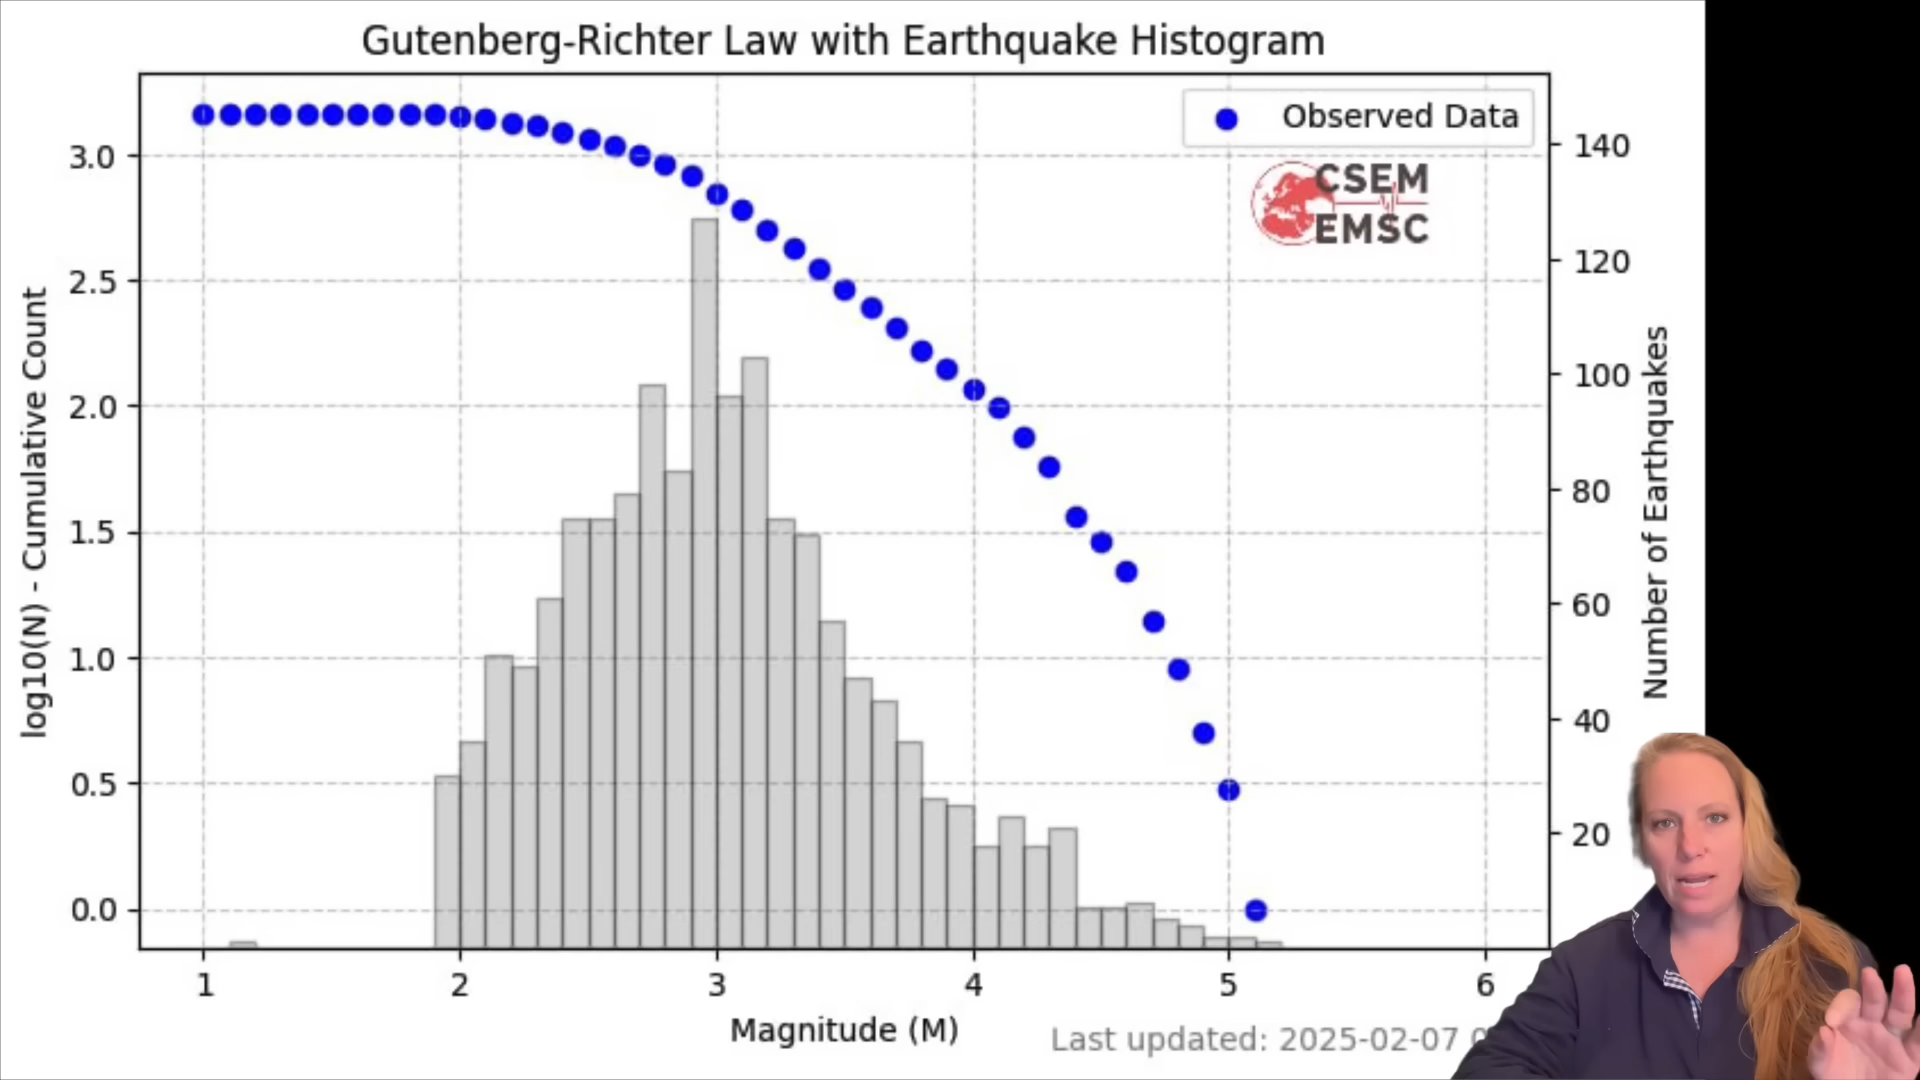 Gutenberg-Richter Law with Earthquake Histogram
Observed Data
CSEM
EMSC
log10(N) - Cumulative Count
3.0
2.5
2.0
1.5
1.0
0.5
0.0
140
120
100
80
60
40
20
Number of Earthquakes
1 2 3 4 5 6
Magnitude (M)
Last updated: 2025-02-07